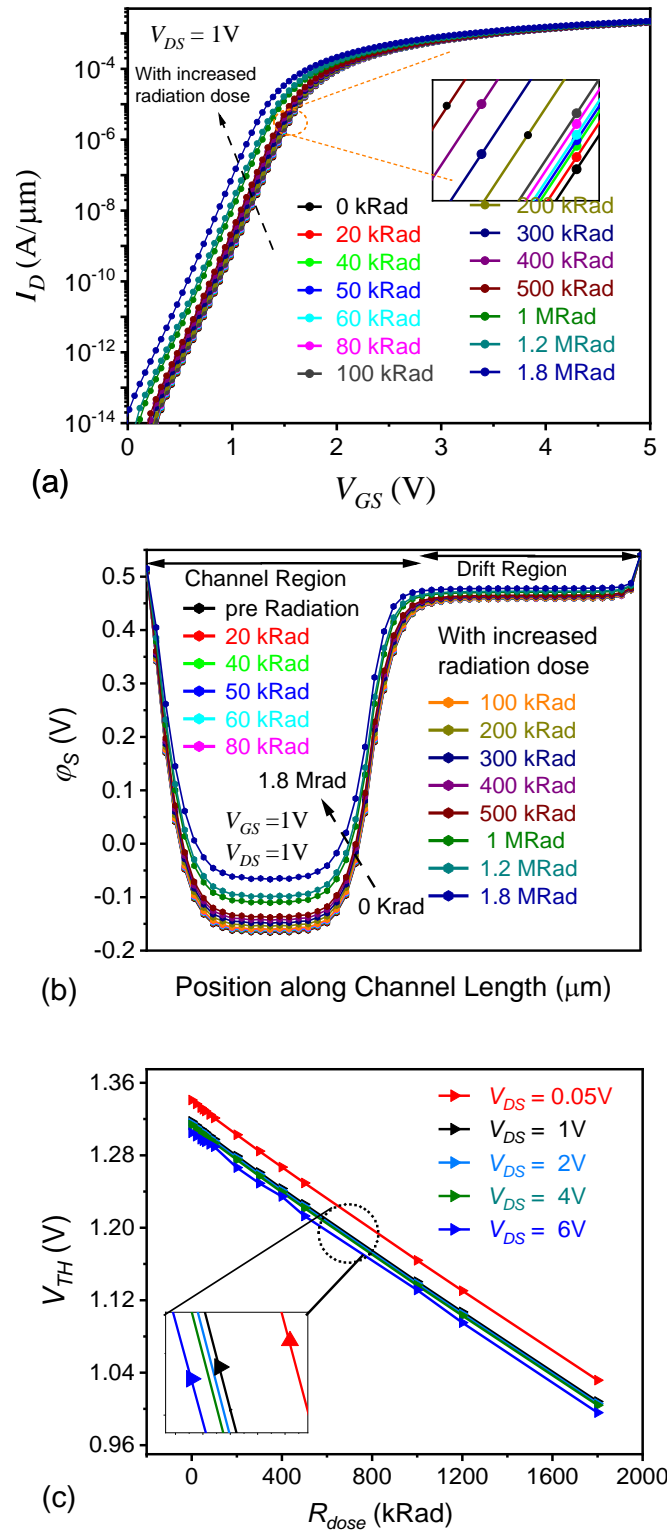 V_DS = 1V
With increased
radiation dose
10^-4
10^-6
10^-8
10^-10
10^-12
10^-14
I_D (A/μm)
0 kRad
20 kRad
40 kRad
50 kRad
60 kRad
80 kRad
100 kRad
200 kRad
300 kRad
400 kRad
500 kRad
1 MRad
1.2 MRad
1.8 MRad
0 1 2 3 4 5
(a)
V_GS (V)
Channel Region
Drift Region
pre Radiation
20 kRad
40 kRad
50 kRad
60 kRad
80 kRad
With increased
radiation dose
100 kRad
200 kRad
300 kRad
400 kRad
500 kRad
1 MRad
1.2 MRad
1.8 MRad
1.8 Mrad
V_GS =1V
V_DS =1V
0 Krad
0.5
0.4
0.3
0.2
0.1
0.0
-0.1
-0.2
φ_S (V)
(b)
Position along Channel Length (μm)
1.36
1.28
1.20
1.12
1.04
0.96
V_TH (V)
V_DS = 0.05V
V_DS = 1V
V_DS = 2V
V_DS = 4V
V_DS = 6V
0 400 800 1200 1600 2000
(c)
R_dose (kRad)